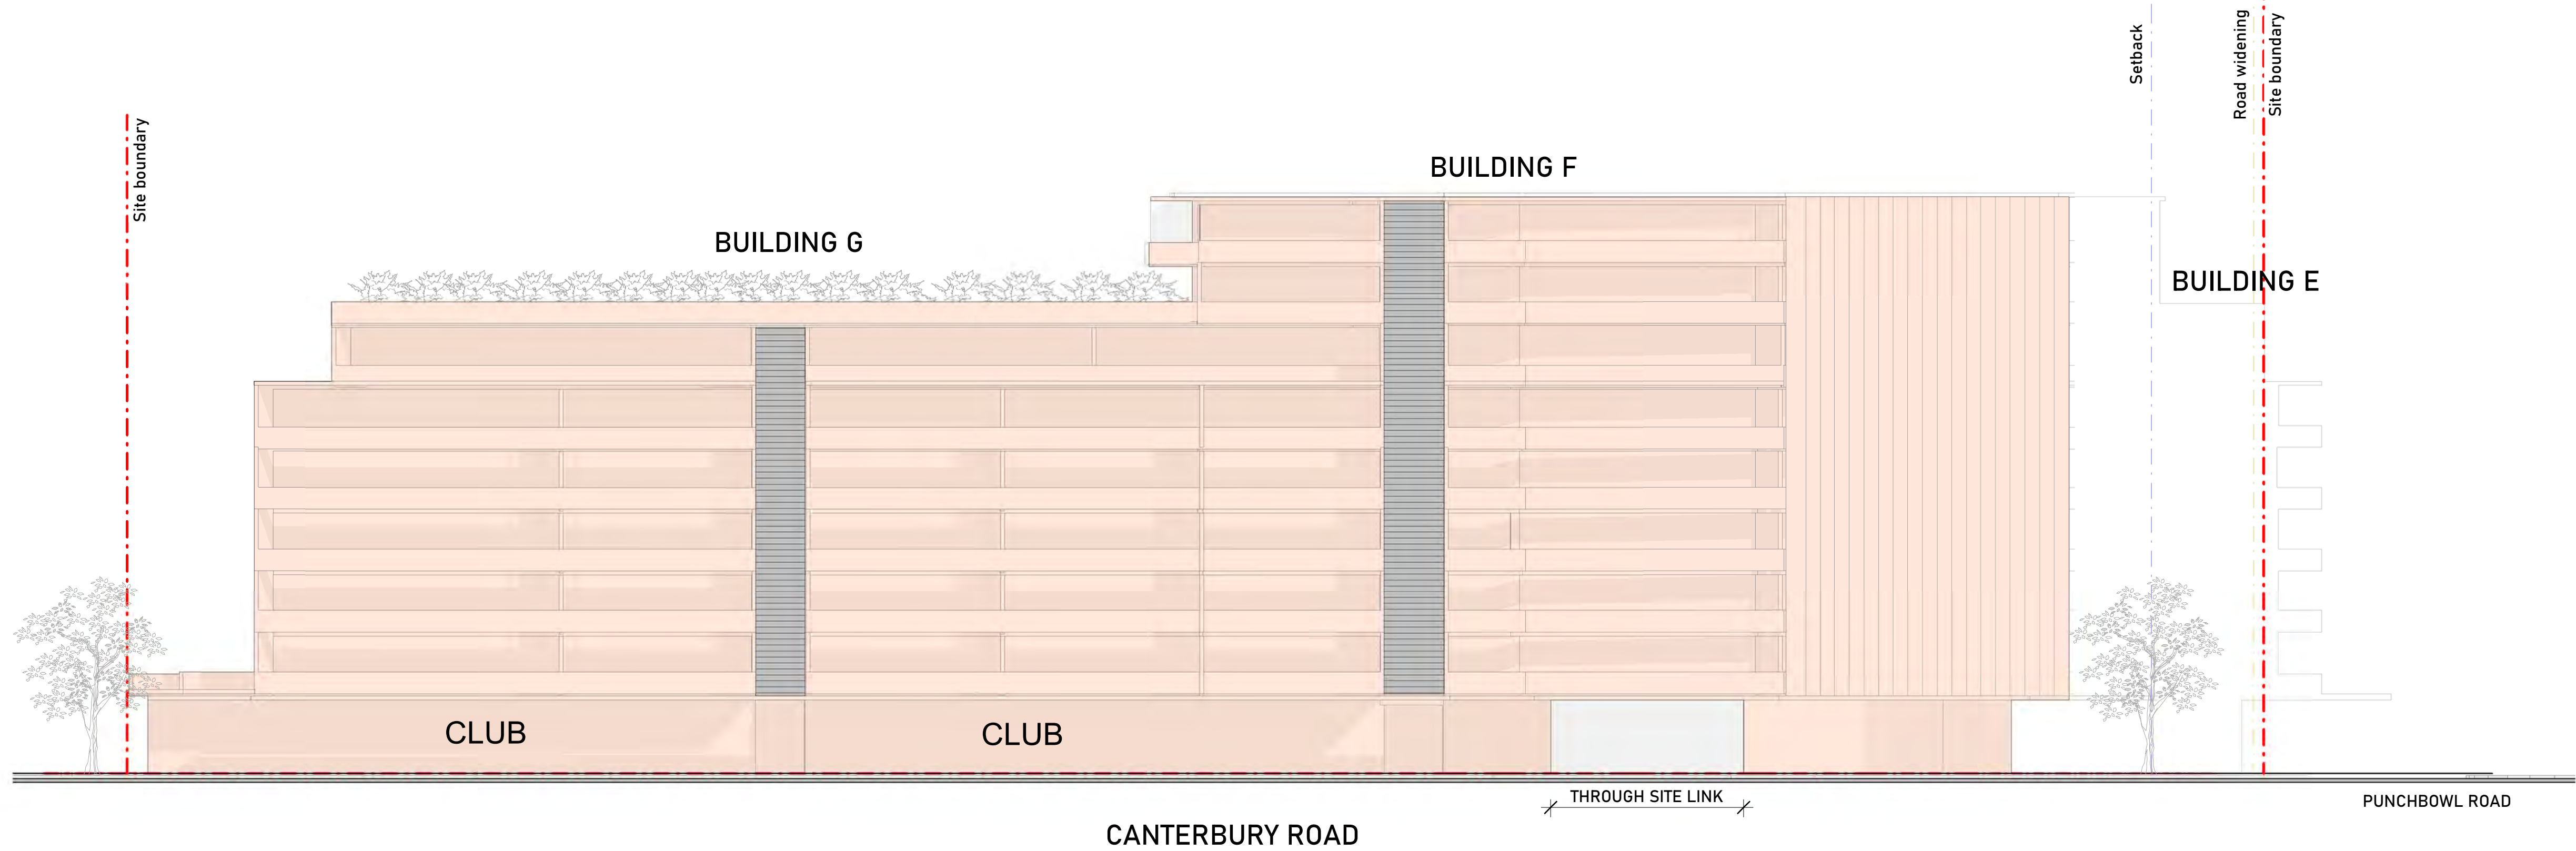 Setback
Road widening
Site boundary
Site boundary
BUILDING F
BUILDING G
BUILDING E
CLUB
CLUB
THROUGH SITE LINK
PUNCHBOWL ROAD
CANTERBURY ROAD